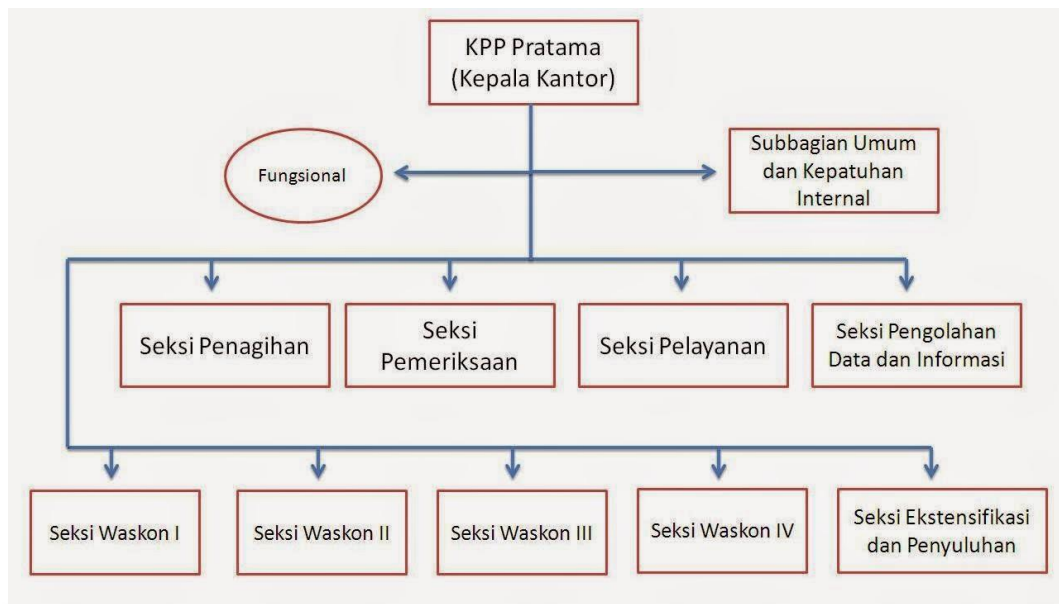 KPP Pratama
(Kepala Kantor)
Fungsional
Subbagian Umum
dan Kepatuhan
Internal
Seksi Penagihan
Seksi
Pemeriksaan
Seksi Pelayanan
Seksi Pengolahan
Data dan Informasi
Seksi Waskon I
Seksi Waskon II
Seksi Waskon III
Seksi Waskon IV
Seksi Ekstensifikasi
dan Penyuluhan